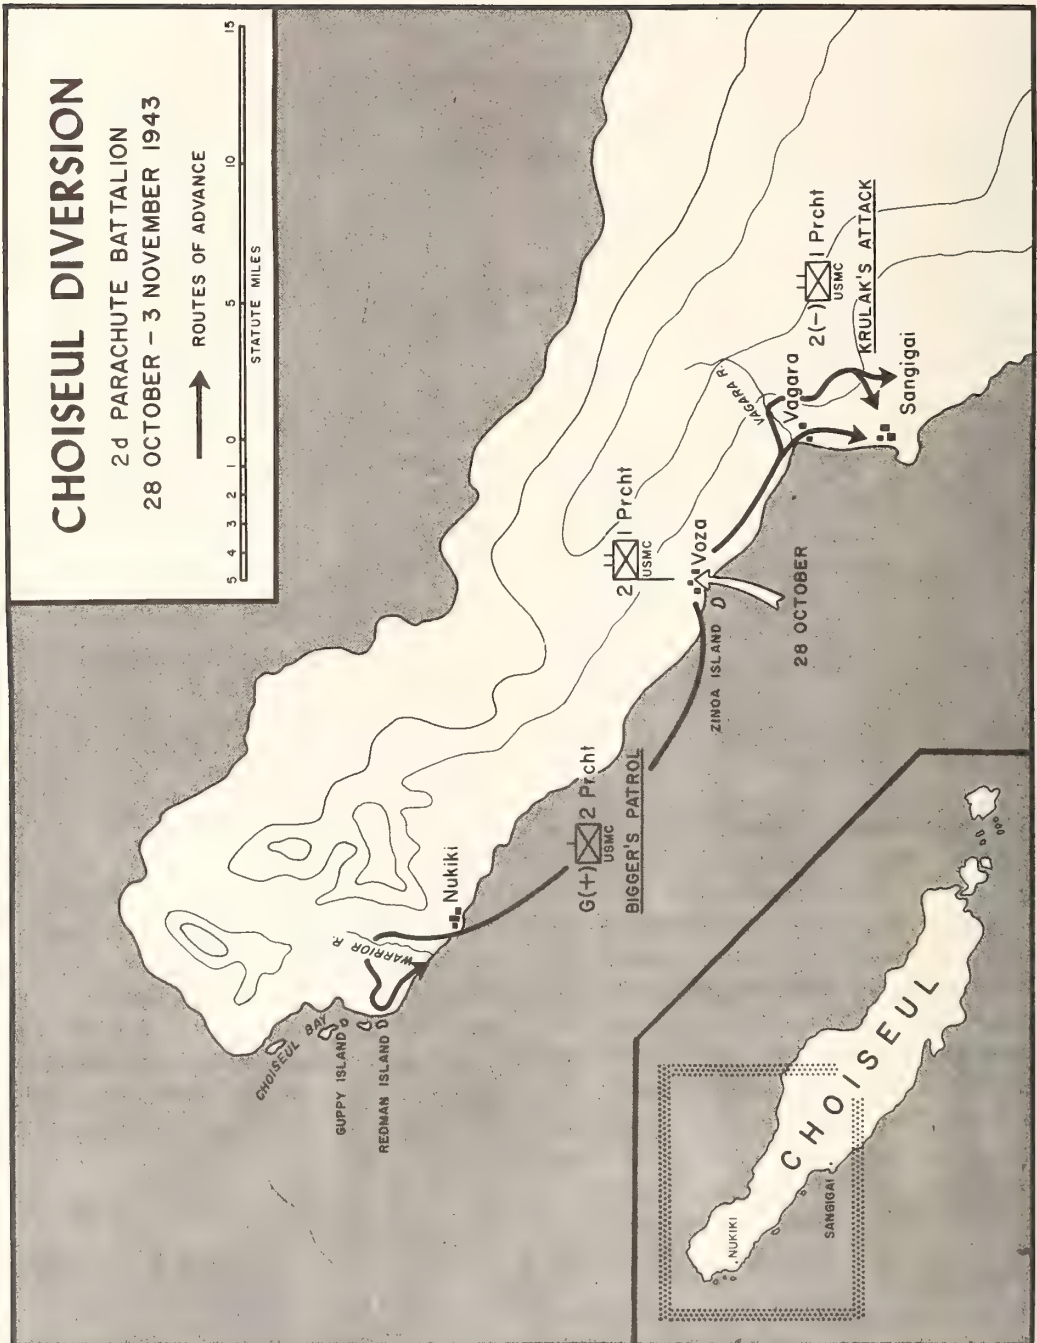 CHOISEUL DIVERSION
2d PARACHUTE BATTALION
28 OCTOBER – 3 NOVEMBER 1943
ROUTES OF ADVANCE
5 4 3 2 1 0 5 10 15
STATUTE MILES
CHOISEUL BAY
GUPPY ISLAND
REDMAN ISLAND
WARRIOR R.
Nukiki
G(+) 2 Prcht
USMC
BIGGER'S PATROL
2 1 Prcht
USMC
Voza
ZINOA ISLAND
28 OCTOBER
VAGARA R.
Vagara
2(-) 1 Prcht
USMC
KRULAK'S ATTACK
Sangigai
NUKIKI
SANGIGAI
CHOISEUL